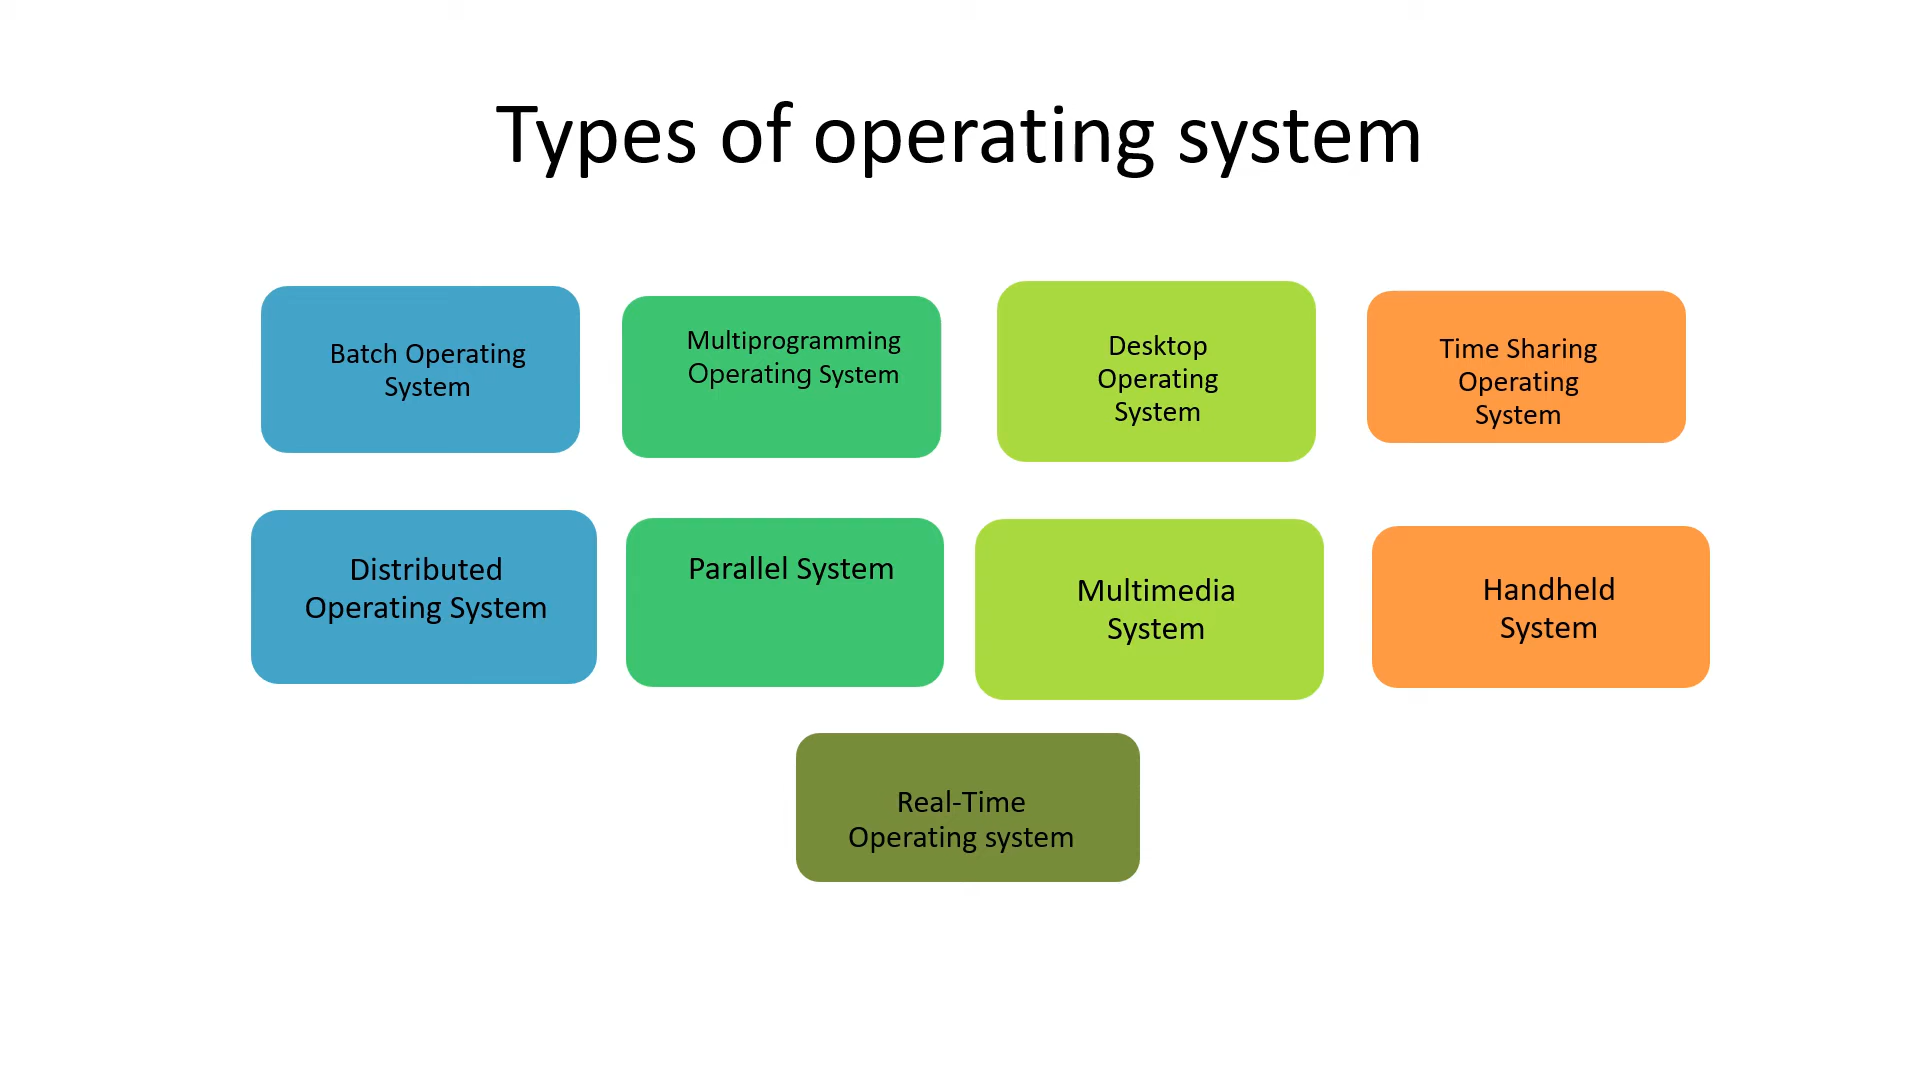 Types of operating system
Batch Operating
System
Multiprogramming
Operating System
Desktop
Operating
System
Time Sharing
Operating
System
Distributed
Operating System
Parallel System
Multimedia
System
Handheld
System
Real-Time
Operating system